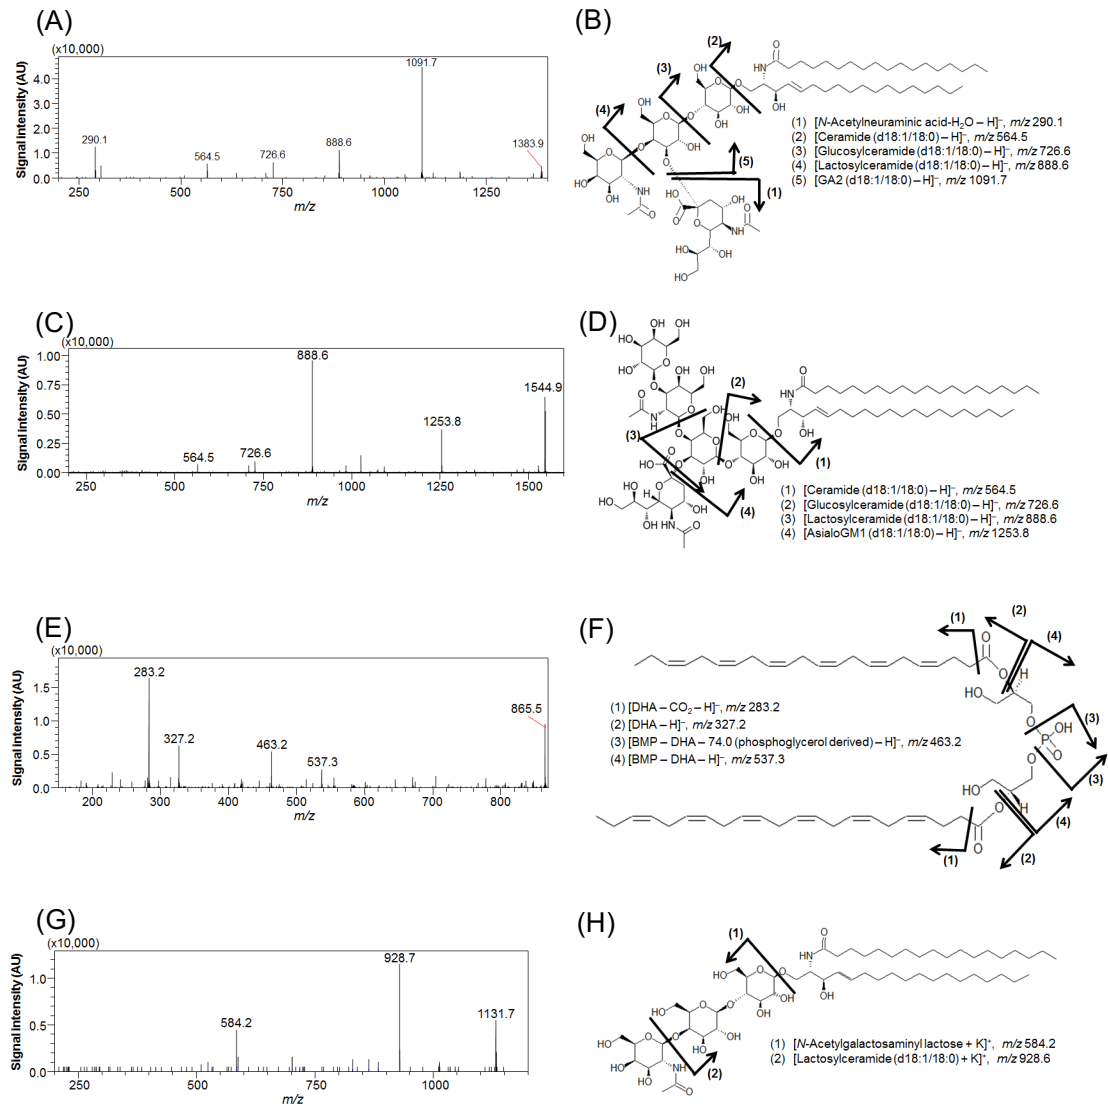 (A)
(x10,000)
Signal Intensity (AU)
4.0
3.0
2.0
1.0
0.0
290.1
564.5
726.6
888.6
1091.7
1383.9
250
500
750
1000
1250
m/z
(B)
(1) [N-Acetylneuraminic acid-H₂O – H]⁻, m/z 290.1
(2) [Ceramide (d18:1/18:0) – H]⁻, m/z 564.5
(3) [Glucosylceramide (d18:1/18:0) – H]⁻, m/z 726.6
(4) [Lactosylceramide (d18:1/18:0) – H]⁻, m/z 888.6
(5) [GA2 (d18:1/18:0) – H]⁻, m/z 1091.7
(C)
(x10,000)
Signal Intensity (AU)
1.00
0.75
0.50
0.25
0.00
564.5
726.6
888.6
1253.8
1544.9
250
500
750
1000
1250
1500
m/z
(D)
(1) [Ceramide (d18:1/18:0) – H]⁻, m/z 564.5
(2) [Glucosylceramide (d18:1/18:0) – H]⁻, m/z 726.6
(3) [Lactosylceramide (d18:1/18:0) – H]⁻, m/z 888.6
(4) [AsialoGM1 (d18:1/18:0) – H]⁻, m/z 1253.8
(E)
(x10,000)
Signal Intensity (AU)
1.5
1.0
0.5
0.0
283.2
327.2
463.2
537.3
865.5
200
300
400
500
600
700
800
m/z
(F)
(1) [DHA – CO₂ – H]⁻, m/z 283.2
(2) [DHA – H]⁻, m/z 327.2
(3) [BMP – DHA – 74.0 (phosphoglycerol derived) – H]⁻, m/z 463.2
(4) [BMP – DHA – H]⁻, m/z 537.3
(G)
(x10,000)
Signal Intensity (AU)
1.0
0.5
0.0
584.2
928.7
1131.7
250
500
750
1000
m/z
(H)
(1) [N-Acetylgalactosaminyl lactose + K]⁺, m/z 584.2
(2) [Lactosylceramide (d18:1/18:0) + K]⁺, m/z 928.6